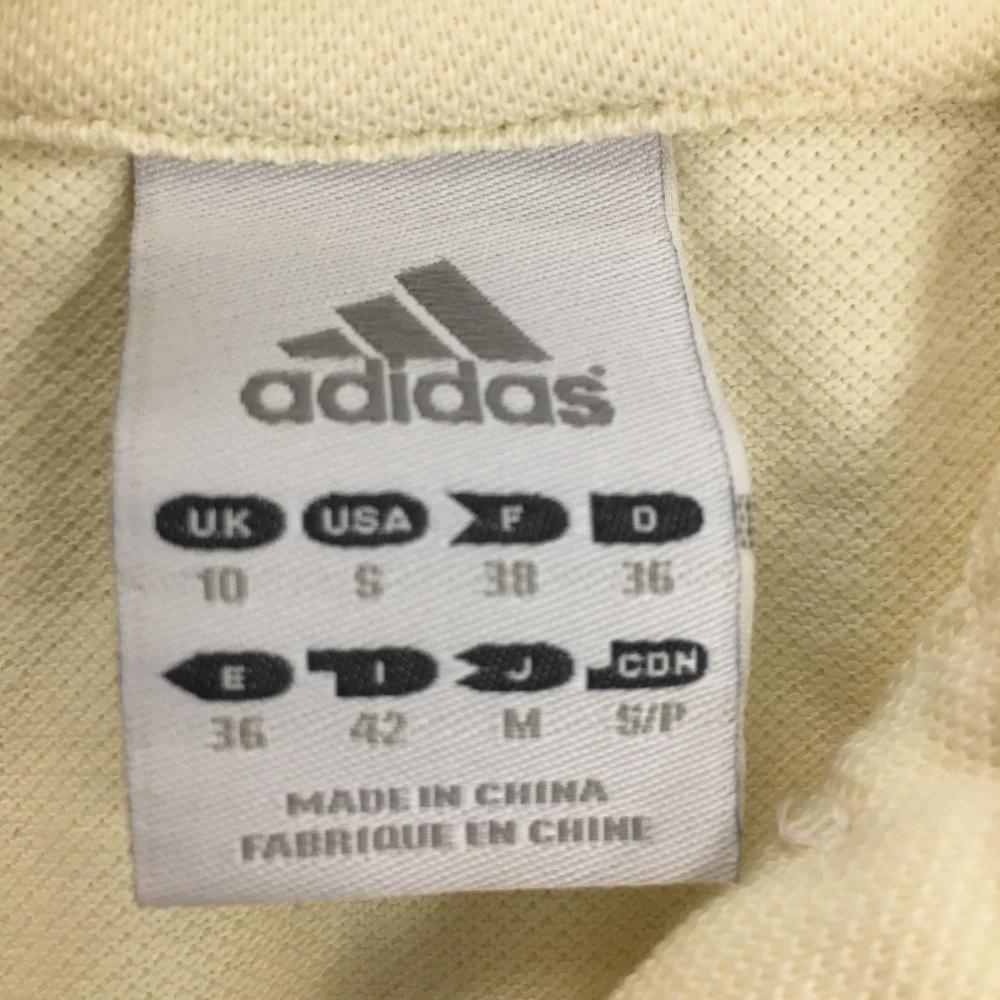 adidas
UK USA F D
10 S 38 36
E I J CDN
36 42 M S/P
MADE IN CHINA
FABRIQUE EN CHINE